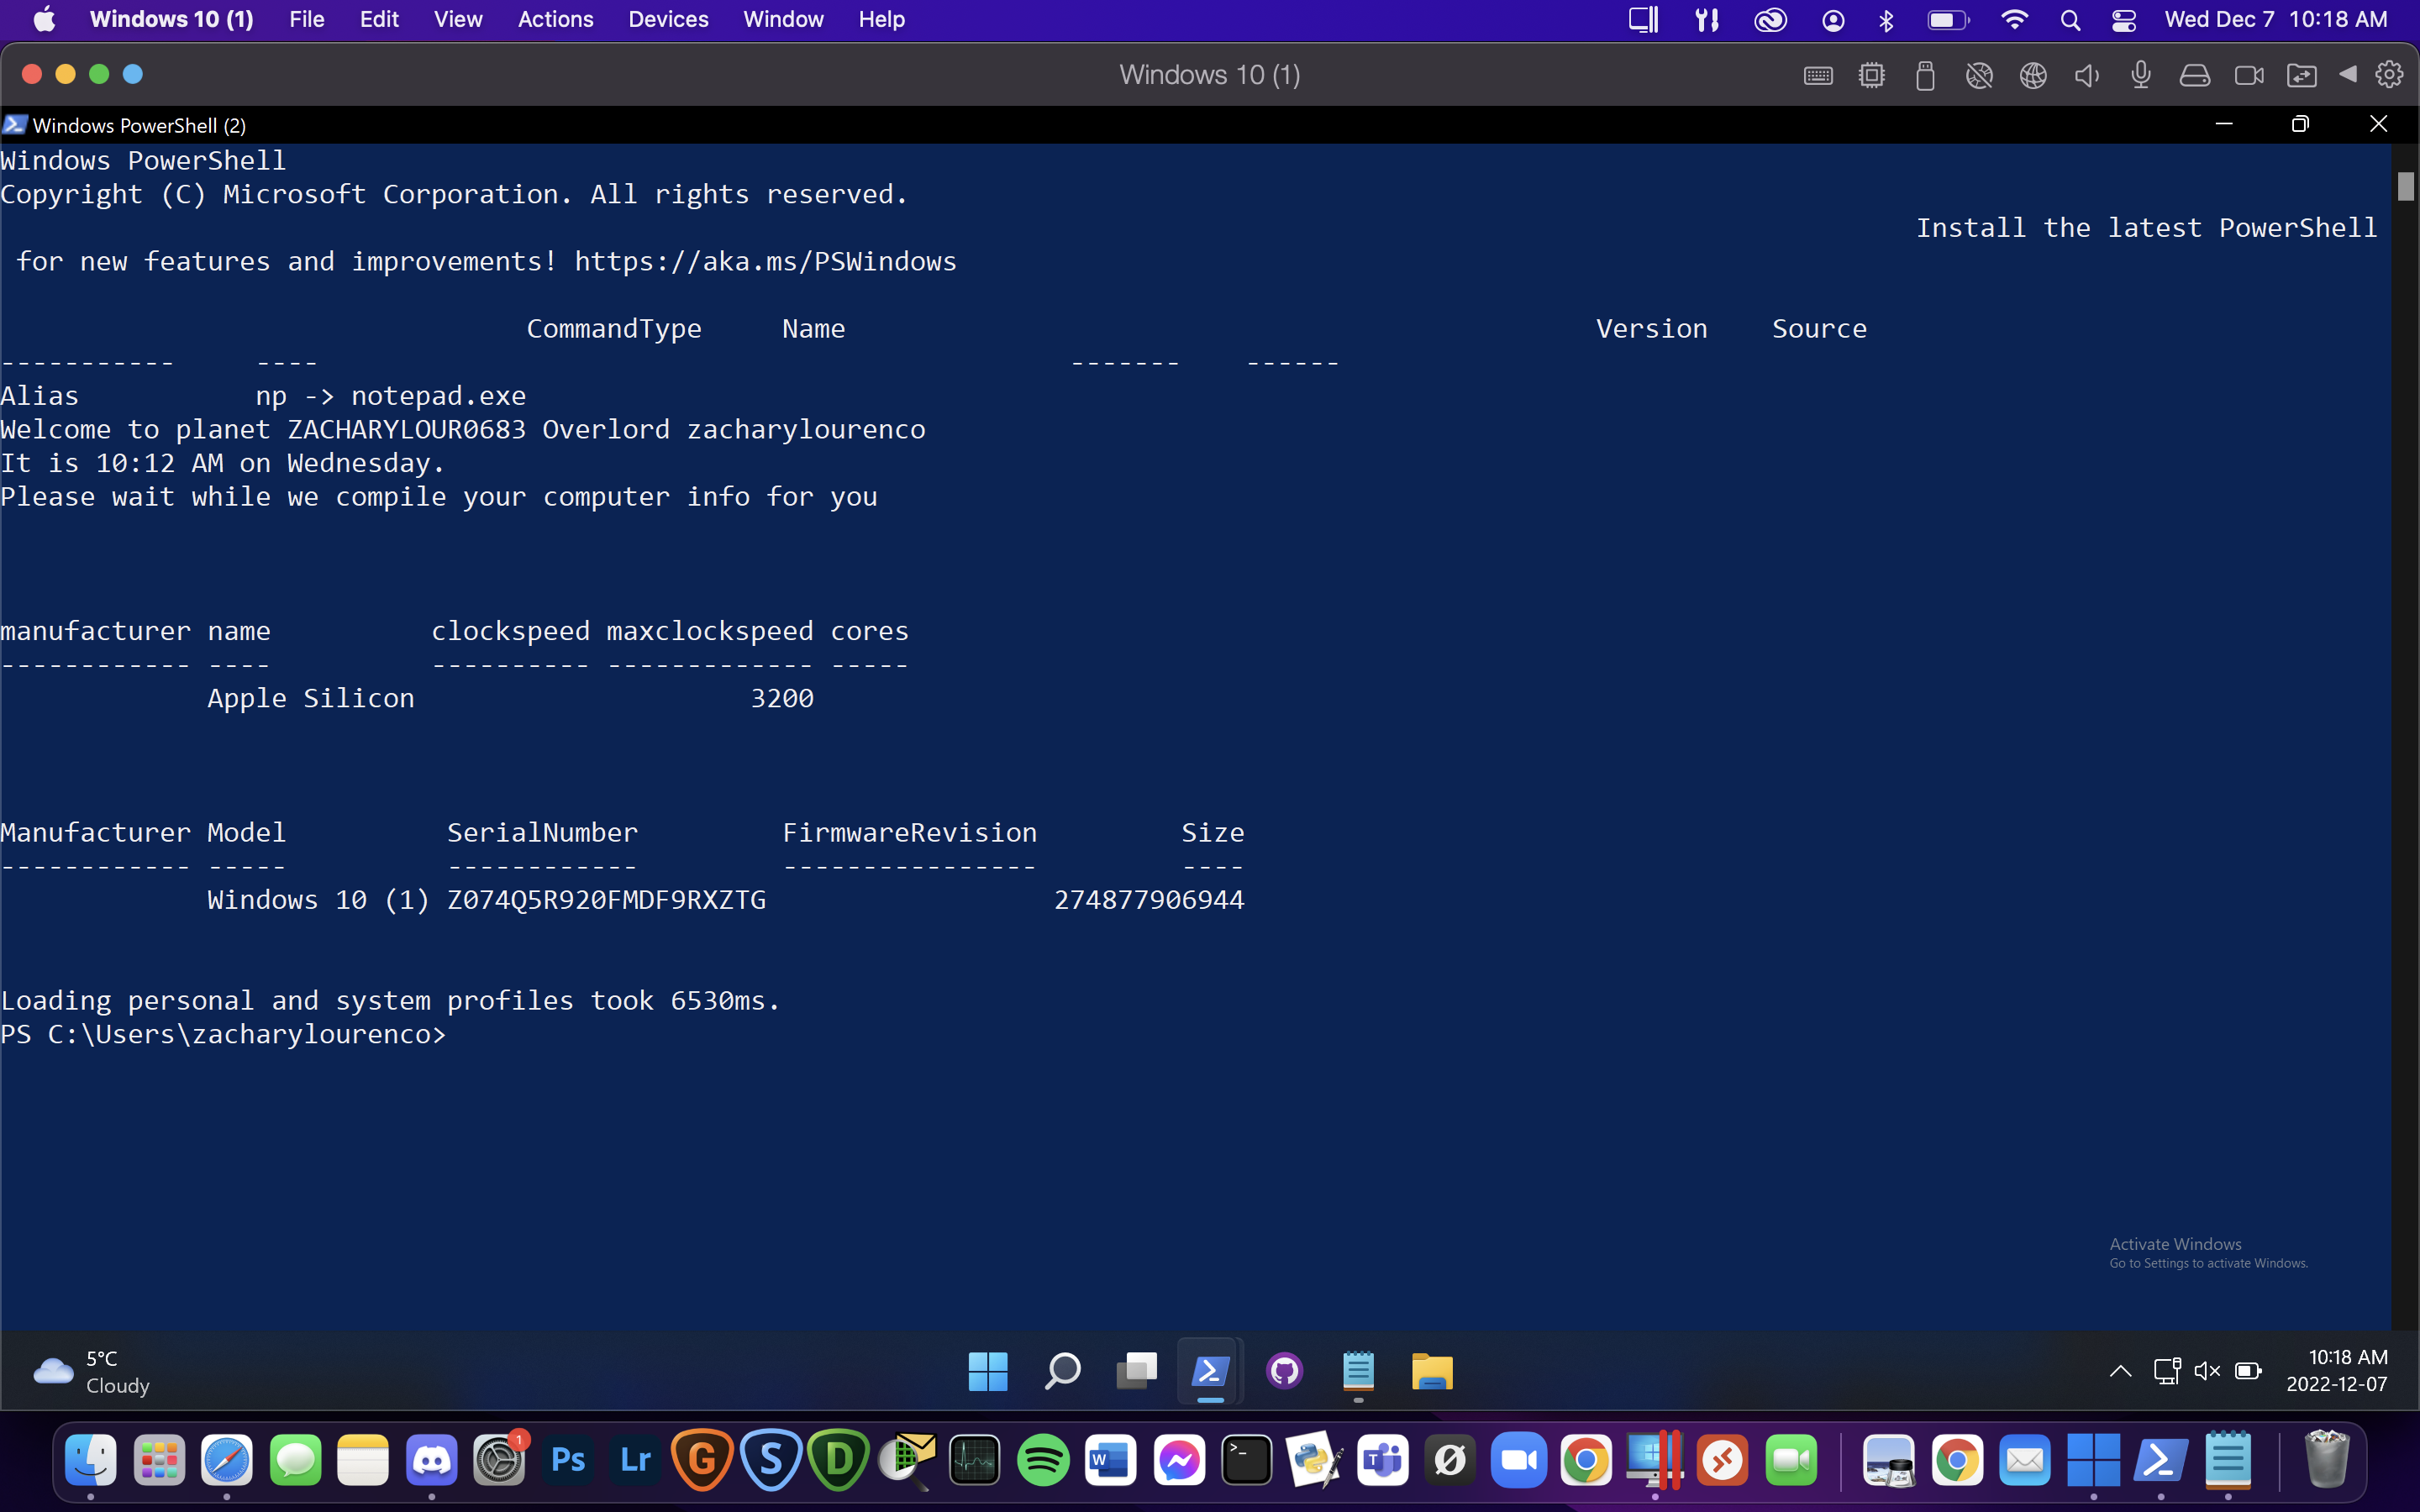 Windows 10 (1) File Edit View Actions Devices Window Help Wed Dec 7 10:18 AM
Windows 10 (1)
Windows PowerShell (2)
Windows PowerShell
Copyright (C) Microsoft Corporation. All rights reserved.
Install the latest PowerShell
for new features and improvements! https://aka.ms/PSWindows
CommandType Name Version Source
----------- ---- ------- ------
Alias np -> notepad.exe
Welcome to planet ZACHARYLOUR0683 Overlord zacharylourenco
It is 10:12 AM on Wednesday.
Please wait while we compile your computer info for you
manufacturer name clockspeed maxclockspeed cores
------------ ---- ---------- ------------- -----
Apple Silicon 3200
Manufacturer Model SerialNumber FirmwareRevision Size
------------ ----- ------------ ---------------- ----
Windows 10 (1) Z074Q5R920FMDF9RXZTG 274877906944
Loading personal and system profiles took 6530ms.
PS C:\Users\zacharylourenco>
Activate Windows
Go to Settings to activate Windows.
5°C
Cloudy
10:18 AM
2022-12-07
1
Ps Lr G S D W T